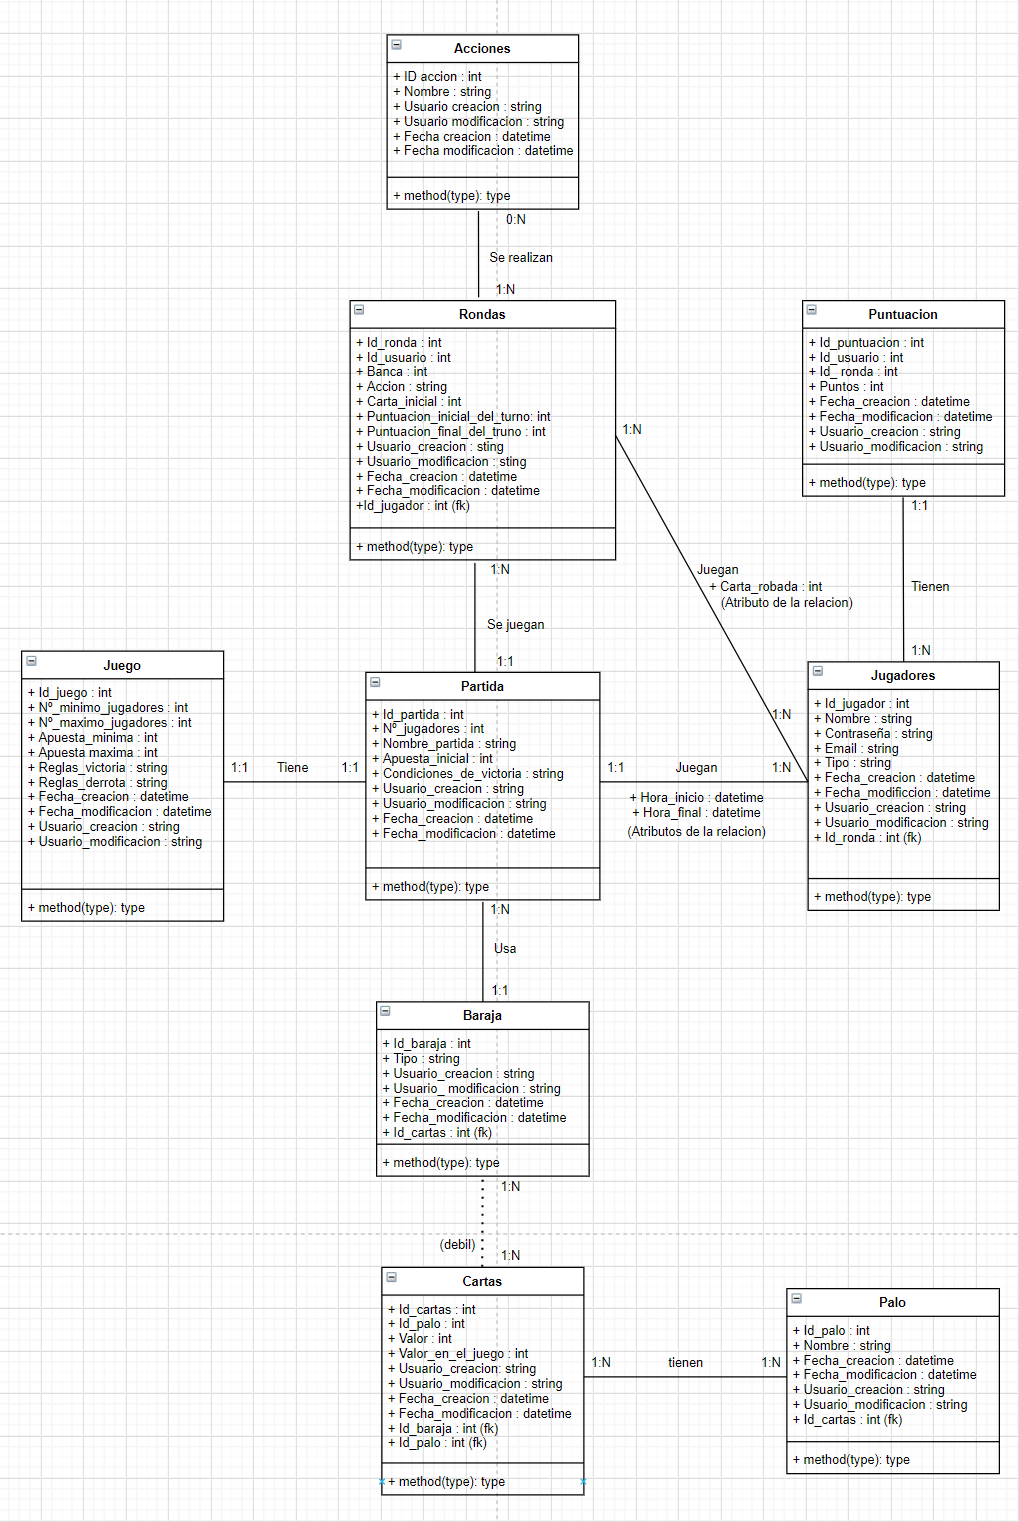 Acciones
+ ID accion : int
+ Nombre : string
+ Usuario creacion : string
+ Usuario modificacion : string
+ Fecha creacion : datetime
+ Fecha modificacion : datetime
+ method(type): type
0:N
Se realizan
1:N
Rondas
+ Id_ronda : int
+ Id_usuario : int
+ Banca : int
+ Accion : string
+ Carta_inicial : int
+ Puntuacion_inicial_del_turno: int
+ Puntuacion_final_del_truno : int
+ Usuario_creacion : sting
+ Usuario_modificacion : sting
+ Fecha_creacion : datetime
+ Fecha_modificacion : datetime
+Id_jugador : int (fk)
+ method(type): type
1:N
Puntuacion
+ Id_puntuacion : int
+ Id_usuario : int
+ Id_ ronda : int
+ Puntos : int
+ Fecha_creacion : datetime
+ Fecha_modificacion : datetime
+ Usuario_creacion : string
+ Usuario_modificacion : string
+ method(type): type
1:1
Tienen
1:N
Juegan
+ Carta_robada : int
(Atributo de la relacion)
1:N
1:N
Se juegan
1:1
Juego
+ Id_juego : int
+ Nº_minimo_jugadores : int
+ Nº_maximo_jugadores : int
+ Apuesta_minima : int
+ Apuesta maxima : int
+ Reglas_victoria : string
+ Reglas_derrota : string
+ Fecha_creacion : datetime
+ Fecha_modificacion : datetime
+ Usuario_creacion : string
+ Usuario_modificacion : string
+ method(type): type
1:1 Tiene 1:1
Partida
+ Id_partida : int
+ Nº_jugadores : int
+ Nombre_partida : string
+ Apuesta_inicial : int
+ Condiciones_de_victoria : string
+ Usuario_creacion : string
+ Usuario_modificacion : string
+ Fecha_creacion : datetime
+ Fecha_modificacion : datetime
+ method(type): type
1:1 Juegan 1:N
+ Hora_inicio : datetime
+ Hora_final : datetime
(Atributos de la relacion)
Jugadores
+ Id_jugador : int
+ Nombre : string
+ Contraseña : string
+ Email : string
+ Tipo : string
+ Fecha_creacion : datetime
+ Fecha_modificcion : datetime
+ Usuario_creacion : string
+ Usuario_modificacion : string
+ Id_ronda : int (fk)
+ method(type): type
1:N
Usa
1:1
Baraja
+ Id_baraja : int
+ Tipo : string
+ Usuario_creacion : string
+ Usuario_ modificacion : string
+ Fecha_creacion : datetime
+ Fecha_modificacion : datetime
+ Id_cartas : int (fk)
+ method(type): type
1:N
(debil)
1:N
Cartas
+ Id_cartas : int
+ Id_palo : int
+ Valor : int
+ Valor_en_el_juego : int
+ Usuario_creacion: string
+ Usuario_modificacion : string
+ Fecha_creacion : datetime
+ Fecha_modificacion : datetime
+ Id_baraja : int (fk)
+ Id_palo : int (fk)
+ method(type): type
1:N tienen 1:N
Palo
+ Id_palo : int
+ Nombre : string
+ Fecha_creacion : datetime
+ Fecha_modificacion : datetime
+ Usuario_creacion : string
+ Usuario_modificacion : string
+ Id_cartas : int (fk)
+ method(type): type